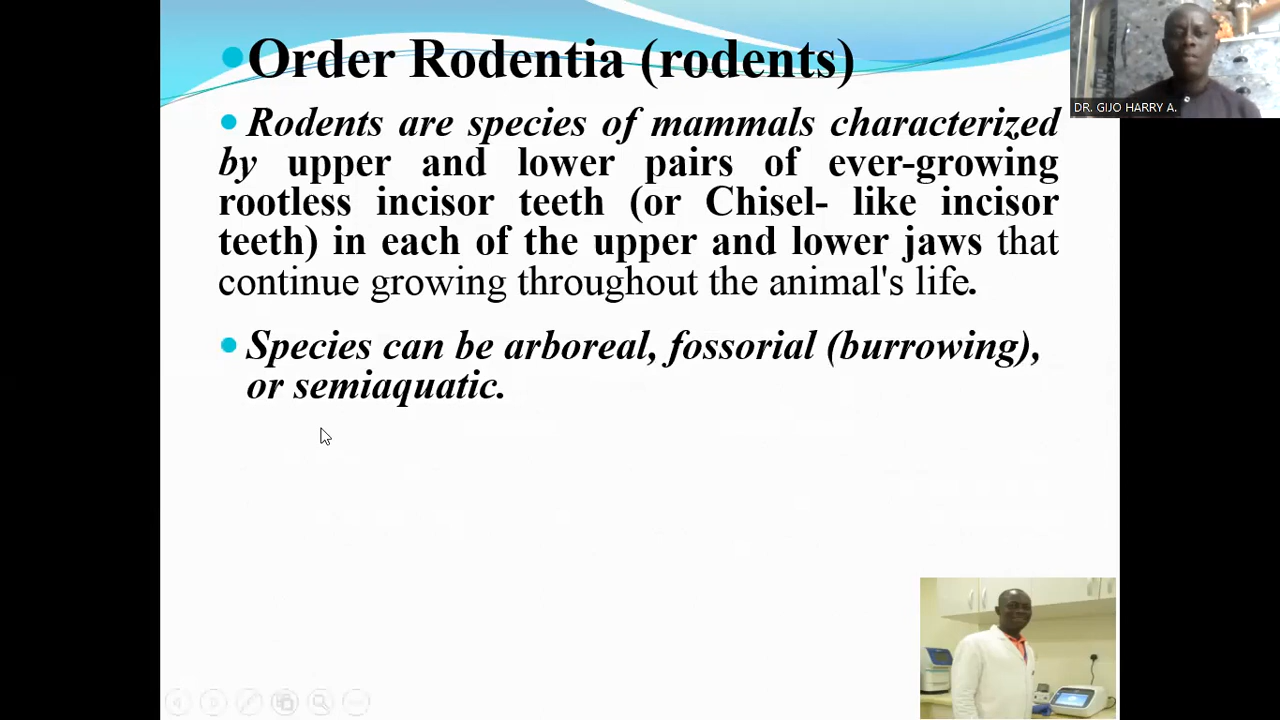 Order Rodentia (rodents)
DR. GIJO HARRY A.
Rodents are species of mammals characterized
by upper and lower pairs of ever-growing
rootless incisor teeth (or Chisel- like incisor
teeth) in each of the upper and lower jaws that
continue growing throughout the animal's life.
Species can be arboreal, fossorial (burrowing),
or semiaquatic.